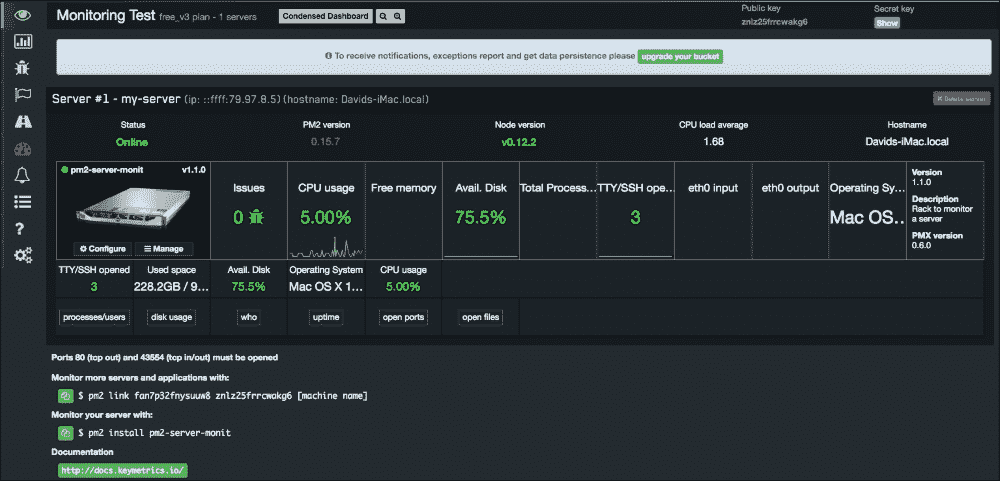 Monitoring Test free_v3 plan - 1 servers Condensed Dashboard
Public key
znlz25frrcwakg6
Secret key
Show
To receive notifications, exceptions report and get data persistence please upgrade your bucket
Server #1 - my-server (ip: ::ffff:79.97.8.5) (hostname: Davids-iMac.local)
Delete server
Status PM2 version Node version CPU load average Hostname
Online 0.15.7 v0.12.2 1.68 Davids-iMac.local
pm2-server-monit v1.1.0
Configure Manage
Issues
0
CPU usage
5.00%
Free memory
Avail. Disk
75.5%
Total Process...
TTY/SSH ope...
3
eth0 input
eth0 output
Operating Sy...
Mac OS...
Version
1.1.0
Description
Rack to monitor
a server
PMX version
0.6.0
TTY/SSH opened Used space Avail. Disk Operating System CPU usage
3 228.2GB / 9... 75.5% Mac OS X 1... 5.00%
processes/users disk usage who uptime open ports open files
Ports 80 (tcp out) and 43554 (tcp in/out) must be opened
Monitor more servers and applications with:
$ pm2 link fan7p32fnysuuw8 znlz25frrcwakg6 [machine name]
Monitor your server with:
$ pm2 install pm2-server-monit
Documentation
http://docs.keymetrics.io/